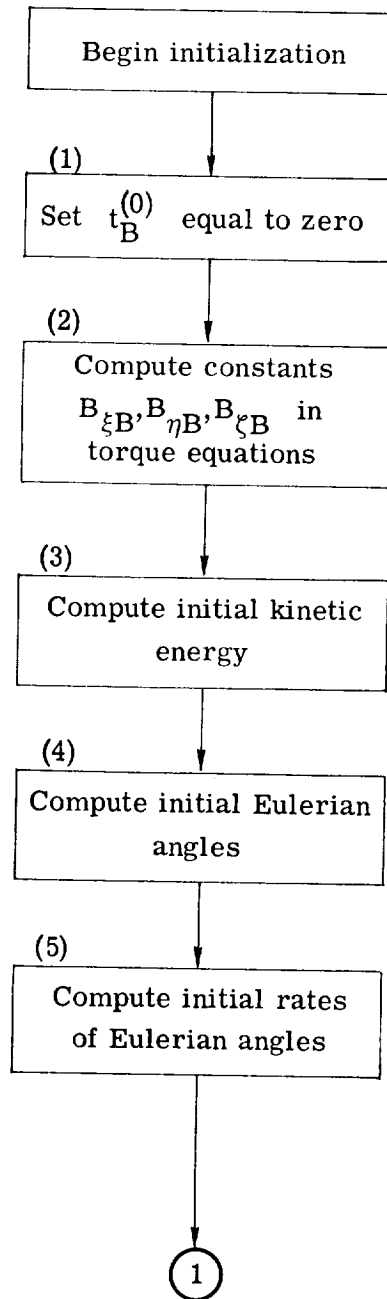 Begin initialization
(1)
Set t_B^(0) equal to zero
(2)
Compute constants
B_ξB, B_ηB, B_ζB in
torque equations
(3)
Compute initial kinetic
energy
(4)
Compute initial Eulerian
angles
(5)
Compute initial rates
of Eulerian angles
1